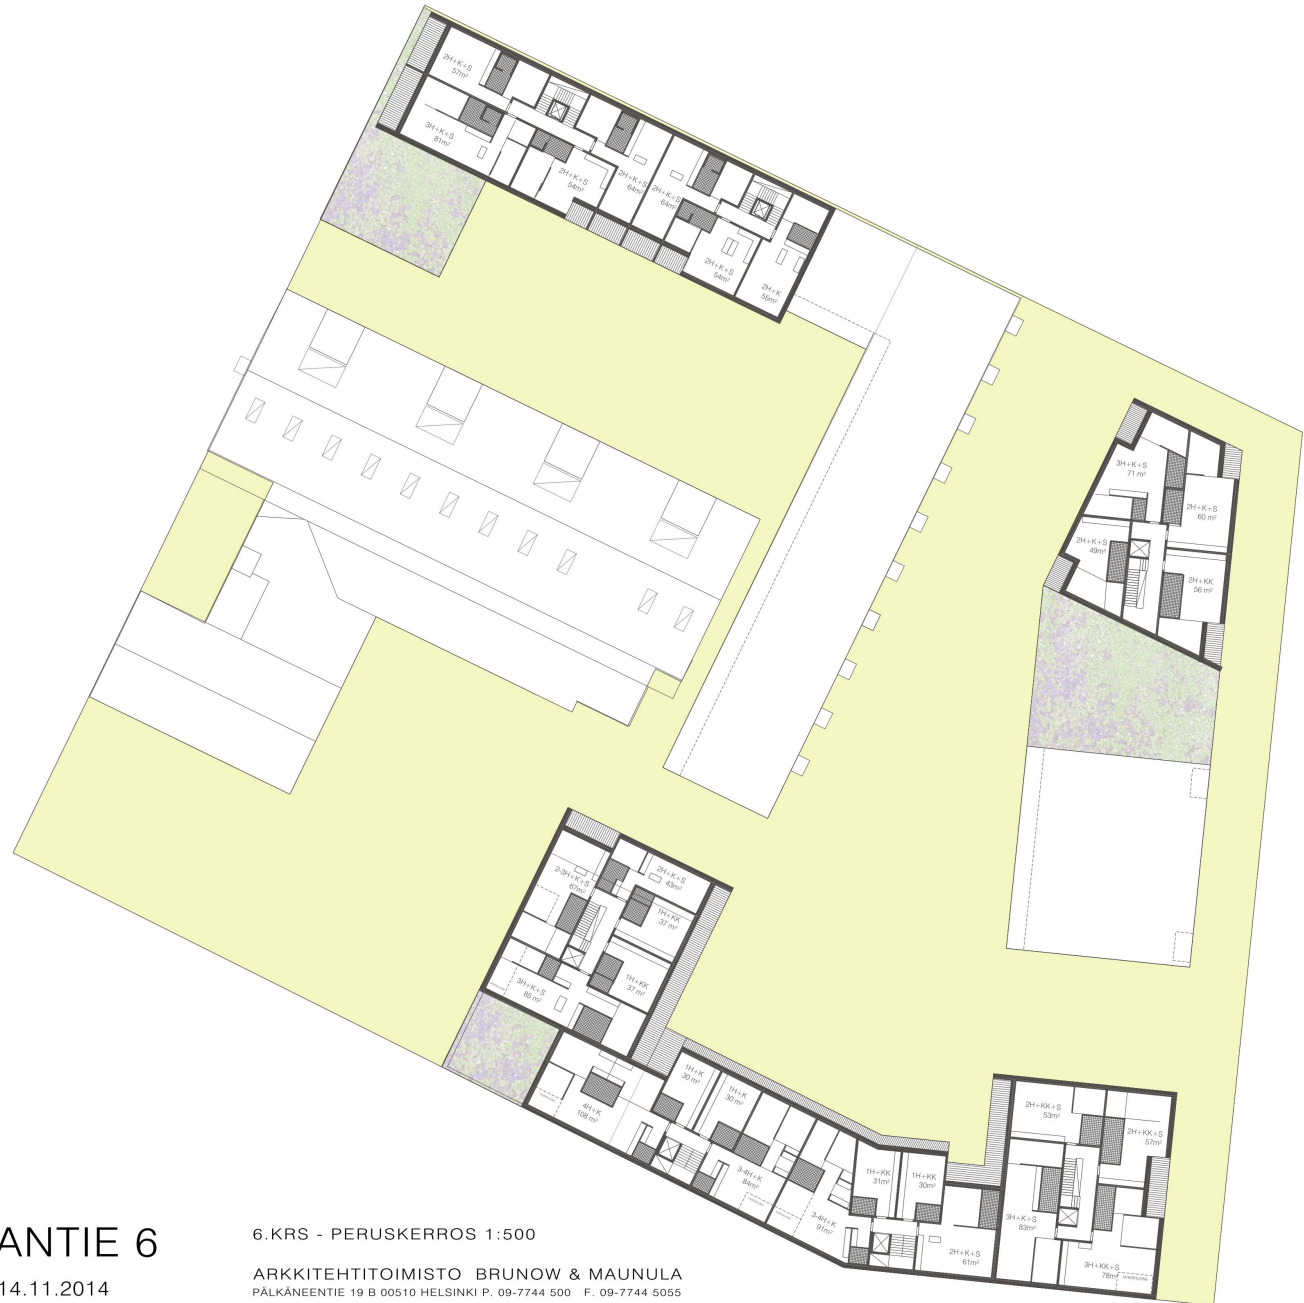 2H+K+S
57m²
3H+K+S
81m²
2H+K+S
54m²
2H+K+S
64m²
2H+K+S
64m²
2H+K+S
54m²
2H+K
55m²
3H+K+S
71 m²
2H+K+S
60 m²
2H+K+S
49m²
2H+KK
56 m²
2-3H+K+S
67m²
2H+K+S
43m²
1H+KK
37 m²
1H+KK
37 m²
3H+K+S
85 m²
4H+K
108 m²
1H+K
30 m²
1H+K
30 m²
3-4H+K
84m²
3-4H+K
91m²
1H+KK
31m²
1H+KK
30m²
2H+K+S
61m²
2H+KK+S
53m²
2H+KK+S
57m²
3H+K+S
83m²
3H+KK+S
78m²
ANTIE 6
14.11.2014
6.KRS - PERUSKERROS 1:500
ARKKITEHTITOIMISTO BRUNOW & MAUNULA
PÄLKÄNEENTIE 19 B 00510 HELSINKI P. 09-7744 500 F. 09-7744 5055